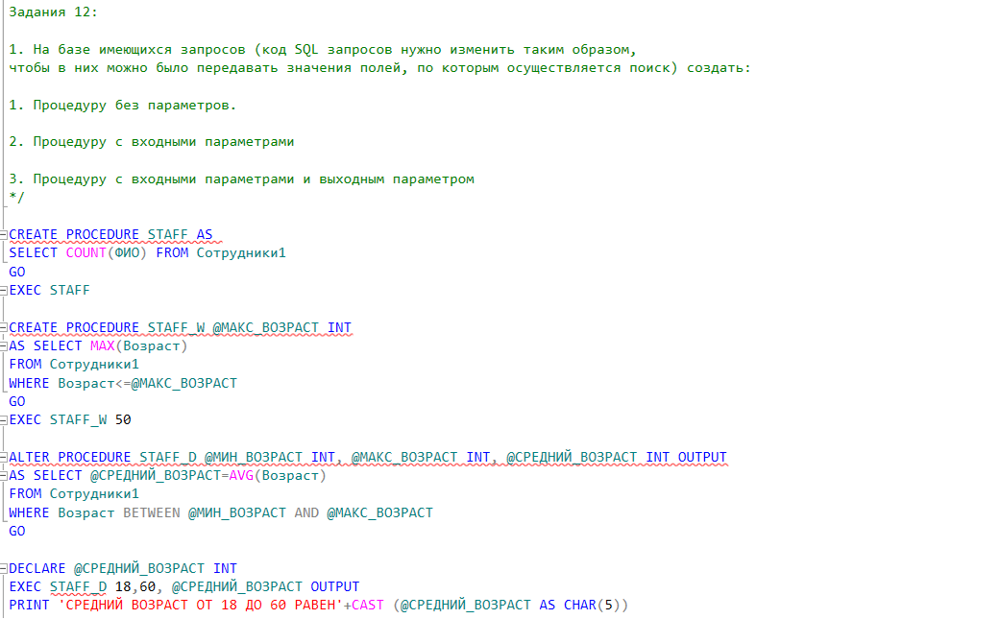 Задания 12:
1. На базе имеющихся запросов (код SQL запросов нужно изменить таким образом,
чтобы в них можно было передавать значения полей, по которым осуществляется поиск) создать:
1. Процедуру без параметров.
2. Процедуру с входными параметрами
3. Процедуру с входными параметрами и выходным параметром
*/
CREATE PROCEDURE STAFF AS
SELECT COUNT(ФИО) FROM Сотрудники1
GO
EXEC STAFF
CREATE PROCEDURE STAFF_W @МАКС_ВОЗРАСТ INT
AS SELECT MAX(Возраст)
FROM Сотрудники1
WHERE Возраст<=@МАКС_ВОЗРАСТ
GO
EXEC STAFF_W 50
ALTER PROCEDURE STAFF_D @МИН_ВОЗРАСТ INT, @МАКС_ВОЗРАСТ INT, @СРЕДНИЙ_ВОЗРАСТ INT OUTPUT
AS SELECT @СРЕДНИЙ_ВОЗРАСТ=AVG(Возраст)
FROM Сотрудники1
WHERE Возраст BETWEEN @МИН_ВОЗРАСТ AND @МАКС_ВОЗРАСТ
GO
DECLARE @СРЕДНИЙ_ВОЗРАСТ INT
EXEC STAFF_D 18,60, @СРЕДНИЙ_ВОЗРАСТ OUTPUT
PRINT 'СРЕДНИЙ ВОЗРАСТ ОТ 18 ДО 60 РАВЕН'+CAST (@СРЕДНИЙ_ВОЗРАСТ AS CHAR(5))